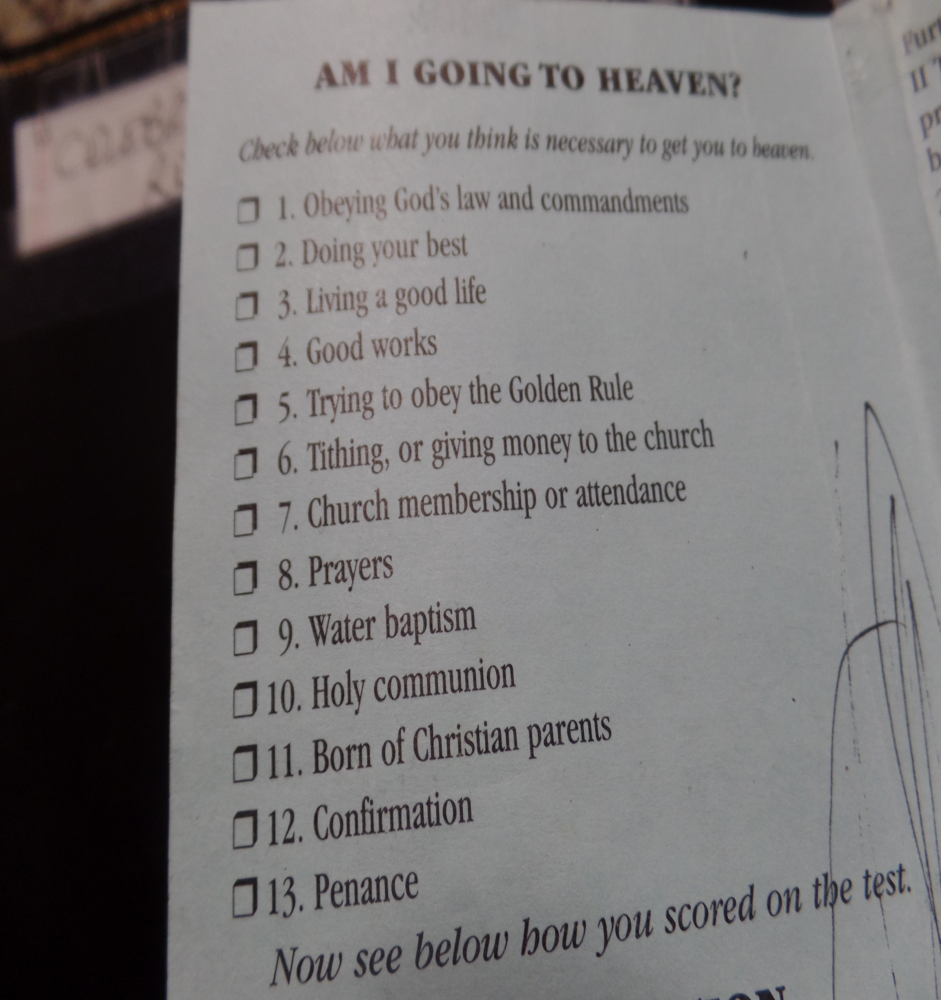 AM I GOING TO HEAVEN?
Check below what you think is necessary to get you to heaven.
❒ 1. Obeying God's law and commandments
❒ 2. Doing your best
❒ 3. Living a good life
❒ 4. Good works
❒ 5. Trying to obey the Golden Rule
❒ 6. Tithing, or giving money to the church
❒ 7. Church membership or attendance
❒ 8. Prayers
❒ 9. Water baptism
❒ 10. Holy communion
❒ 11. Born of Christian parents
❒ 12. Confirmation
❒ 13. Penance
Now see below how you scored on the test.